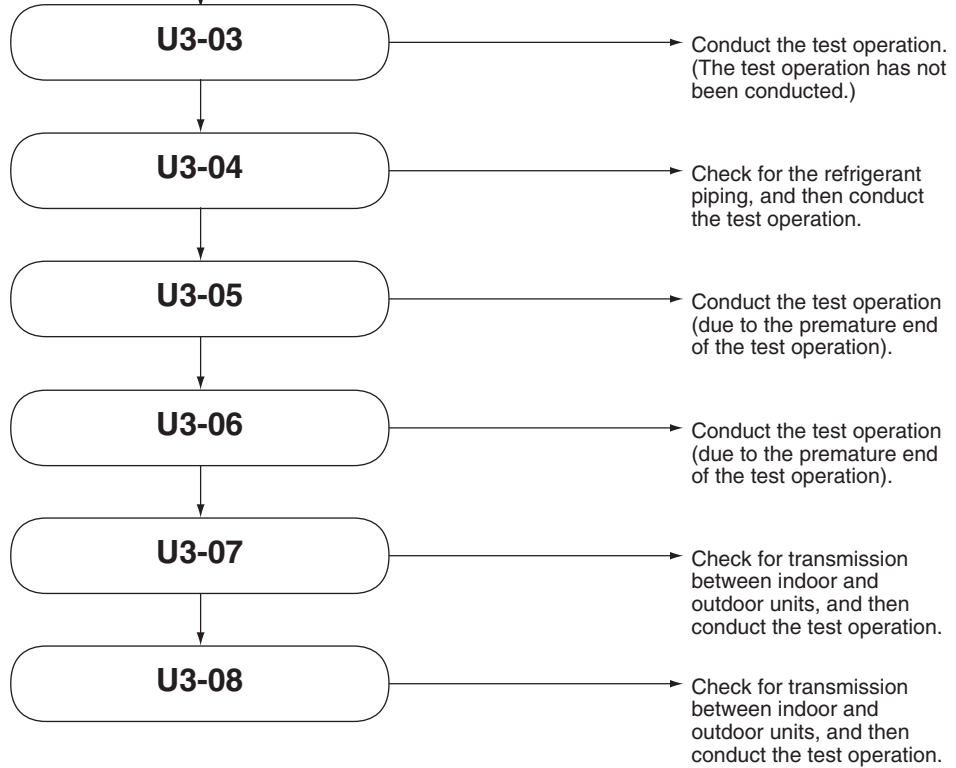 U3-03
Conduct the test operation.
(The test operation has not
been conducted.)
U3-04
Check for the refrigerant
piping, and then conduct
the test operation.
U3-05
Conduct the test operation
(due to the premature end
of the test operation).
U3-06
Conduct the test operation
(due to the premature end
of the test operation).
U3-07
Check for transmission
between indoor and
outdoor units, and then
conduct the test operation.
U3-08
Check for transmission
between indoor and
outdoor units, and then
conduct the test operation.